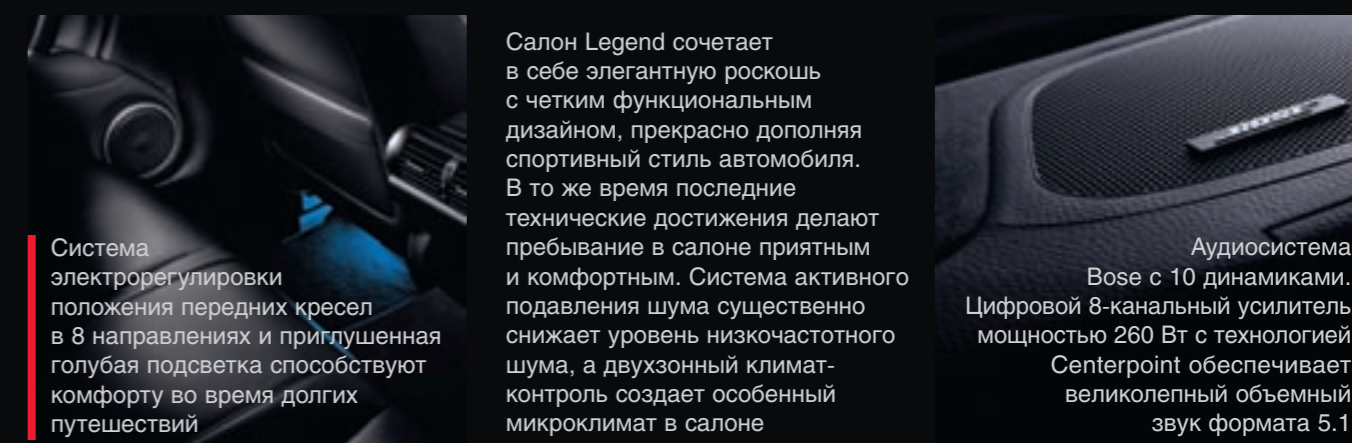 Система
электрорегулировки
положения передних кресел
в 8 направлениях и приглушенная
голубая подсветка способствуют
комфорту во время долгих
путешествий
Салон Legend сочетает
в себе элегантную роскошь
с четким функциональным
дизайном, прекрасно дополняя
спортивный стиль автомобиля.
В то же время последние
технические достижения делают
пребывание в салоне приятным
и комфортным. Система активного
подавления шума существенно
снижает уровень низкочастотного
шума, а двухзонный климат-
контроль создает особенный
микроклимат в салоне
Аудиосистема
Bose с 10 динамиками.
Цифровой 8-канальный усилитель
мощностью 260 Вт с технологией
Centerpoint обеспечивает
великолепный объемный
звук формата 5.1